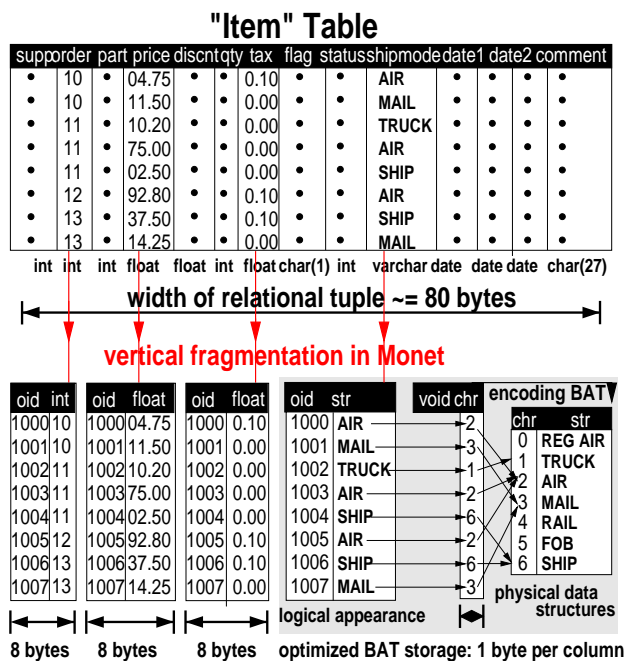 "Item" Table
supporder part price discntqty tax flag statusshipmodedate1 date2 comment
• 10 • 04.75 • • 0.10 • • AIR • • • •
• 10 • 11.50 • • 0.00 • • MAIL • • • •
• 11 • 10.20 • • 0.00 • • TRUCK • • • •
• 11 • 75.00 • • 0.00 • • AIR • • • •
• 11 • 02.50 • • 0.00 • • SHIP • • • •
• 12 • 92.80 • • 0.10 • • AIR • • • •
• 13 • 37.50 • • 0.10 • • SHIP • • • •
• 13 • 14.25 • • 0.00 • • MAIL • • • •
int int int float float int float char(1) int varchar date date date char(27)
width of relational tuple ~= 80 bytes
vertical fragmentation in Monet
oid int
1000 10
1001 10
1002 11
1003 11
1004 11
1005 12
1006 13
1007 13
8 bytes
oid float
1000 04.75
1001 11.50
1002 10.20
1003 75.00
1004 02.50
1005 92.80
1006 37.50
1007 14.25
8 bytes
oid float
1000 0.10
1001 0.00
1002 0.00
1003 0.00
1004 0.00
1005 0.10
1006 0.10
1007 0.00
8 bytes
oid str
1000 AIR
1001 MAIL
1002 TRUCK
1003 AIR
1004 SHIP
1005 AIR
1006 SHIP
1007 MAIL
logical appearance
void chr
2
3
1
2
6
2
6
3
encoding BAT
chr str
0 REG AIR
1 TRUCK
2 AIR
3 MAIL
4 RAIL
5 FOB
6 SHIP
physical data
structures
optimized BAT storage: 1 byte per column